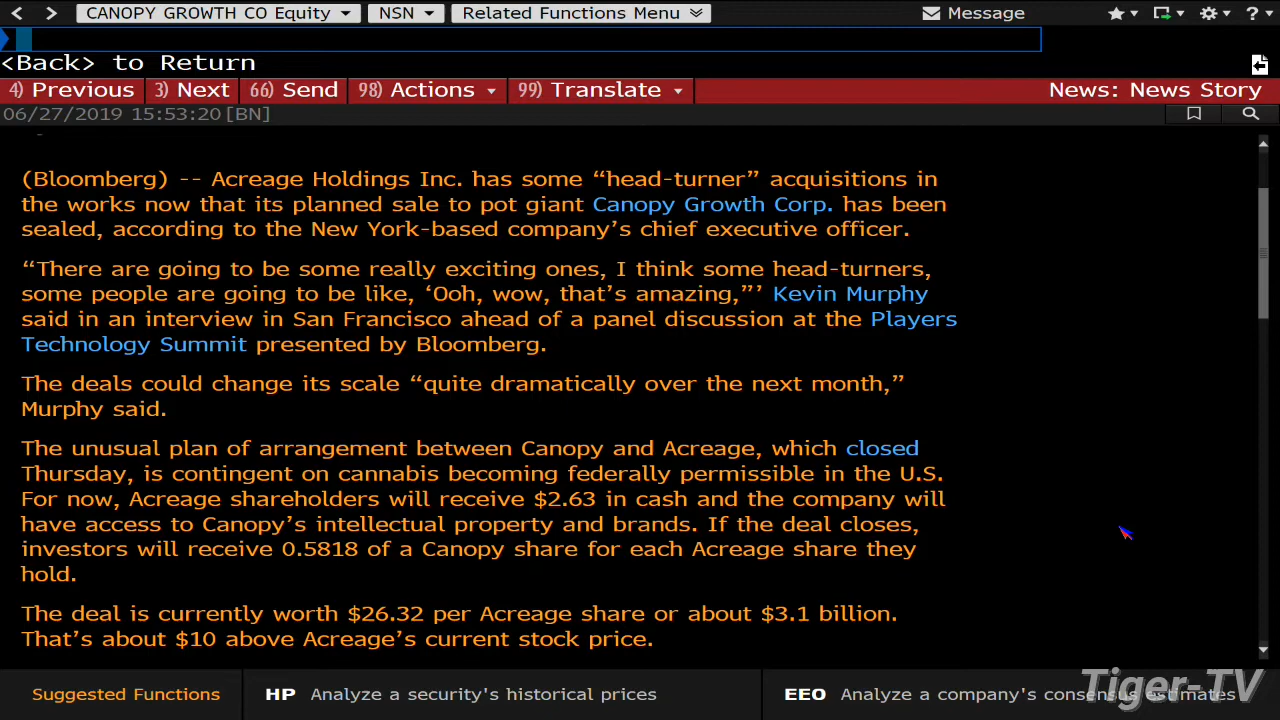 CANOPY GROWTH CO Equity NSN Related Functions Menu Message ?
<Back> to Return
4) Previous 3) Next 66) Send 98) Actions 99) Translate News: News Story
06/27/2019 15:53:20 [BN]
(Bloomberg) -- Acreage Holdings Inc. has some “head-turner” acquisitions in
the works now that its planned sale to pot giant Canopy Growth Corp. has been
sealed, according to the New York-based company’s chief executive officer.
“There are going to be some really exciting ones, I think some head-turners,
some people are going to be like, ‘Ooh, wow, that’s amazing,”’ Kevin Murphy
said in an interview in San Francisco ahead of a panel discussion at the Players
Technology Summit presented by Bloomberg.
The deals could change its scale “quite dramatically over the next month,”
Murphy said.
The unusual plan of arrangement between Canopy and Acreage, which closed
Thursday, is contingent on cannabis becoming federally permissible in the U.S.
For now, Acreage shareholders will receive $2.63 in cash and the company will
have access to Canopy’s intellectual property and brands. If the deal closes,
investors will receive 0.5818 of a Canopy share for each Acreage share they
hold.
The deal is currently worth $26.32 per Acreage share or about $3.1 billion.
That’s about $10 above Acreage’s current stock price.
Suggested Functions HP Analyze a security's historical prices EEO Analyze a company's consensus estimates
Tiger-TV